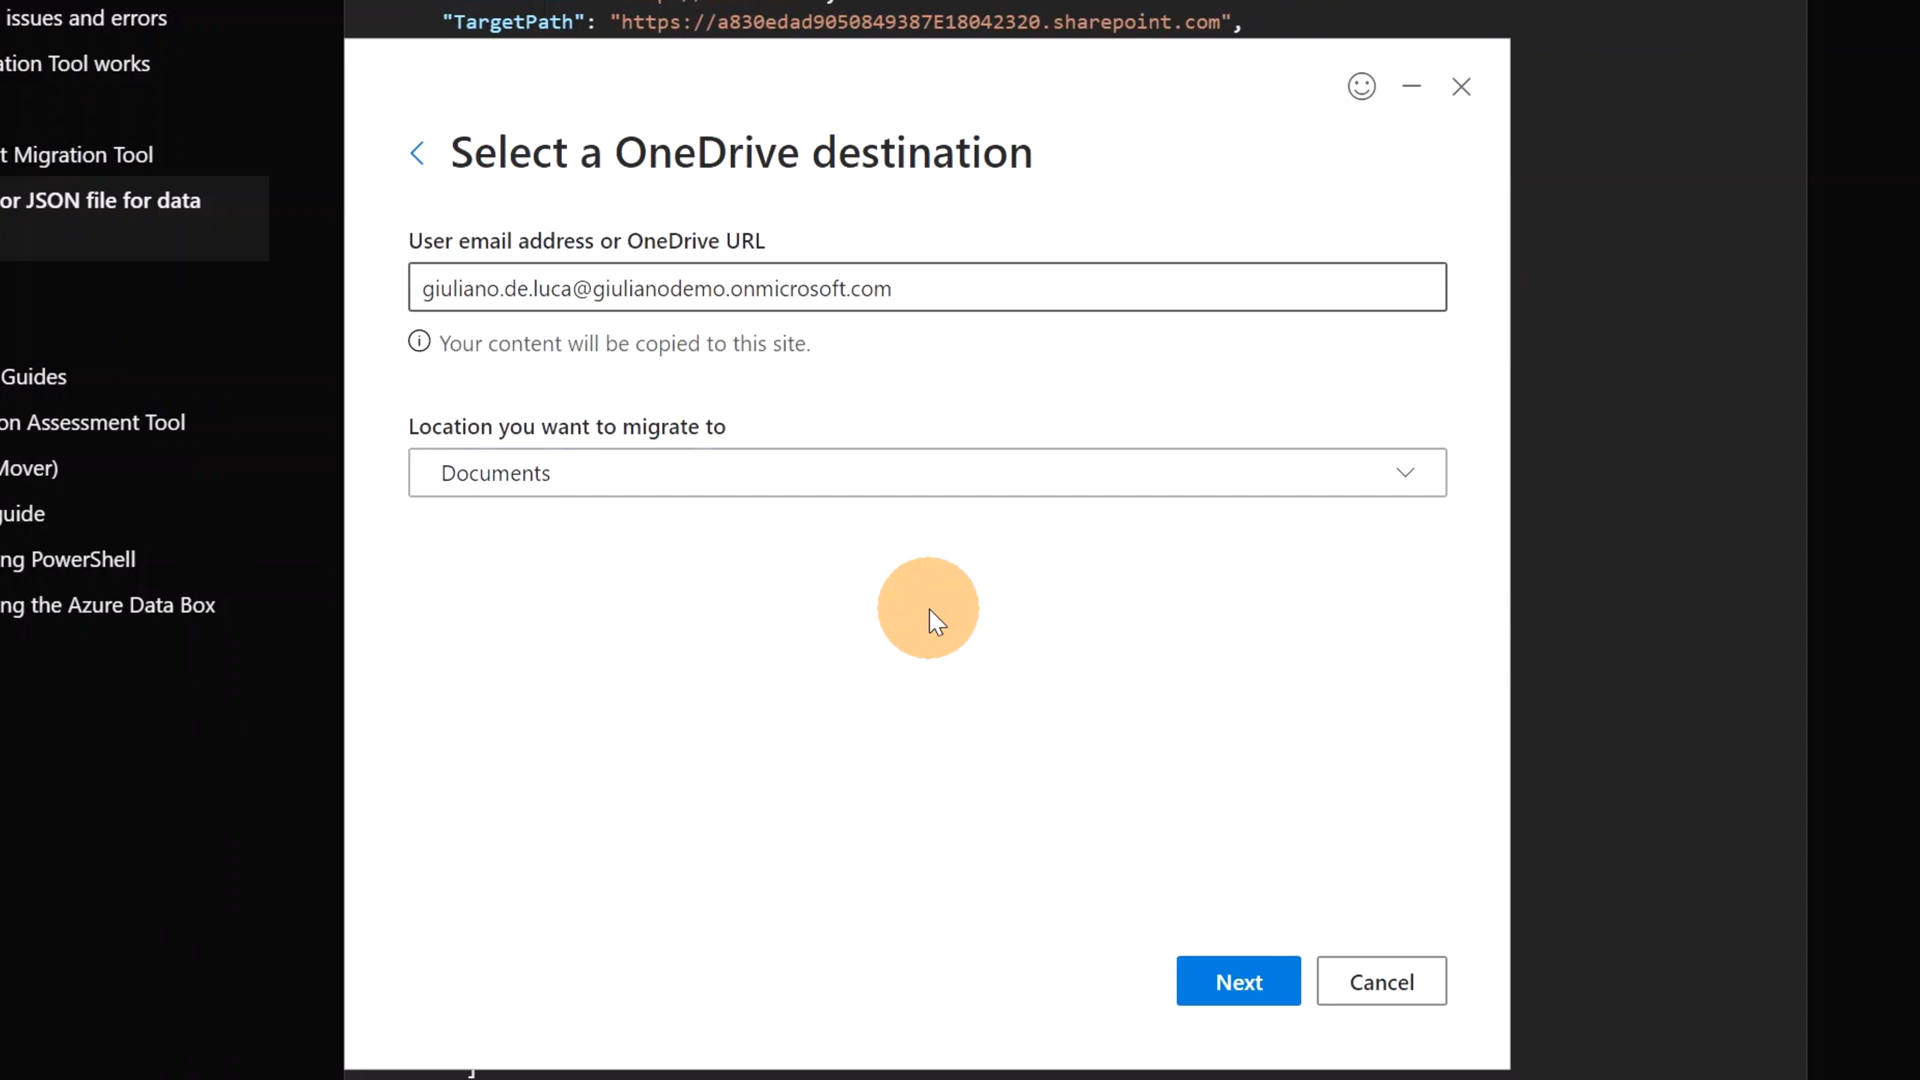 issues and errors
ation Tool works
t Migration Tool
or JSON file for data
Guides
on Assessment Tool
Mover)
guide
ng PowerShell
ng the Azure Data Box
"TargetPath": "https://a830edad9050849387E18042320.sharepoint.com",
Select a OneDrive destination
User email address or OneDrive URL
giuliano.de.luca@giulianodemo.onmicrosoft.com
Your content will be copied to this site.
Location you want to migrate to
Documents
Next
Cancel
]